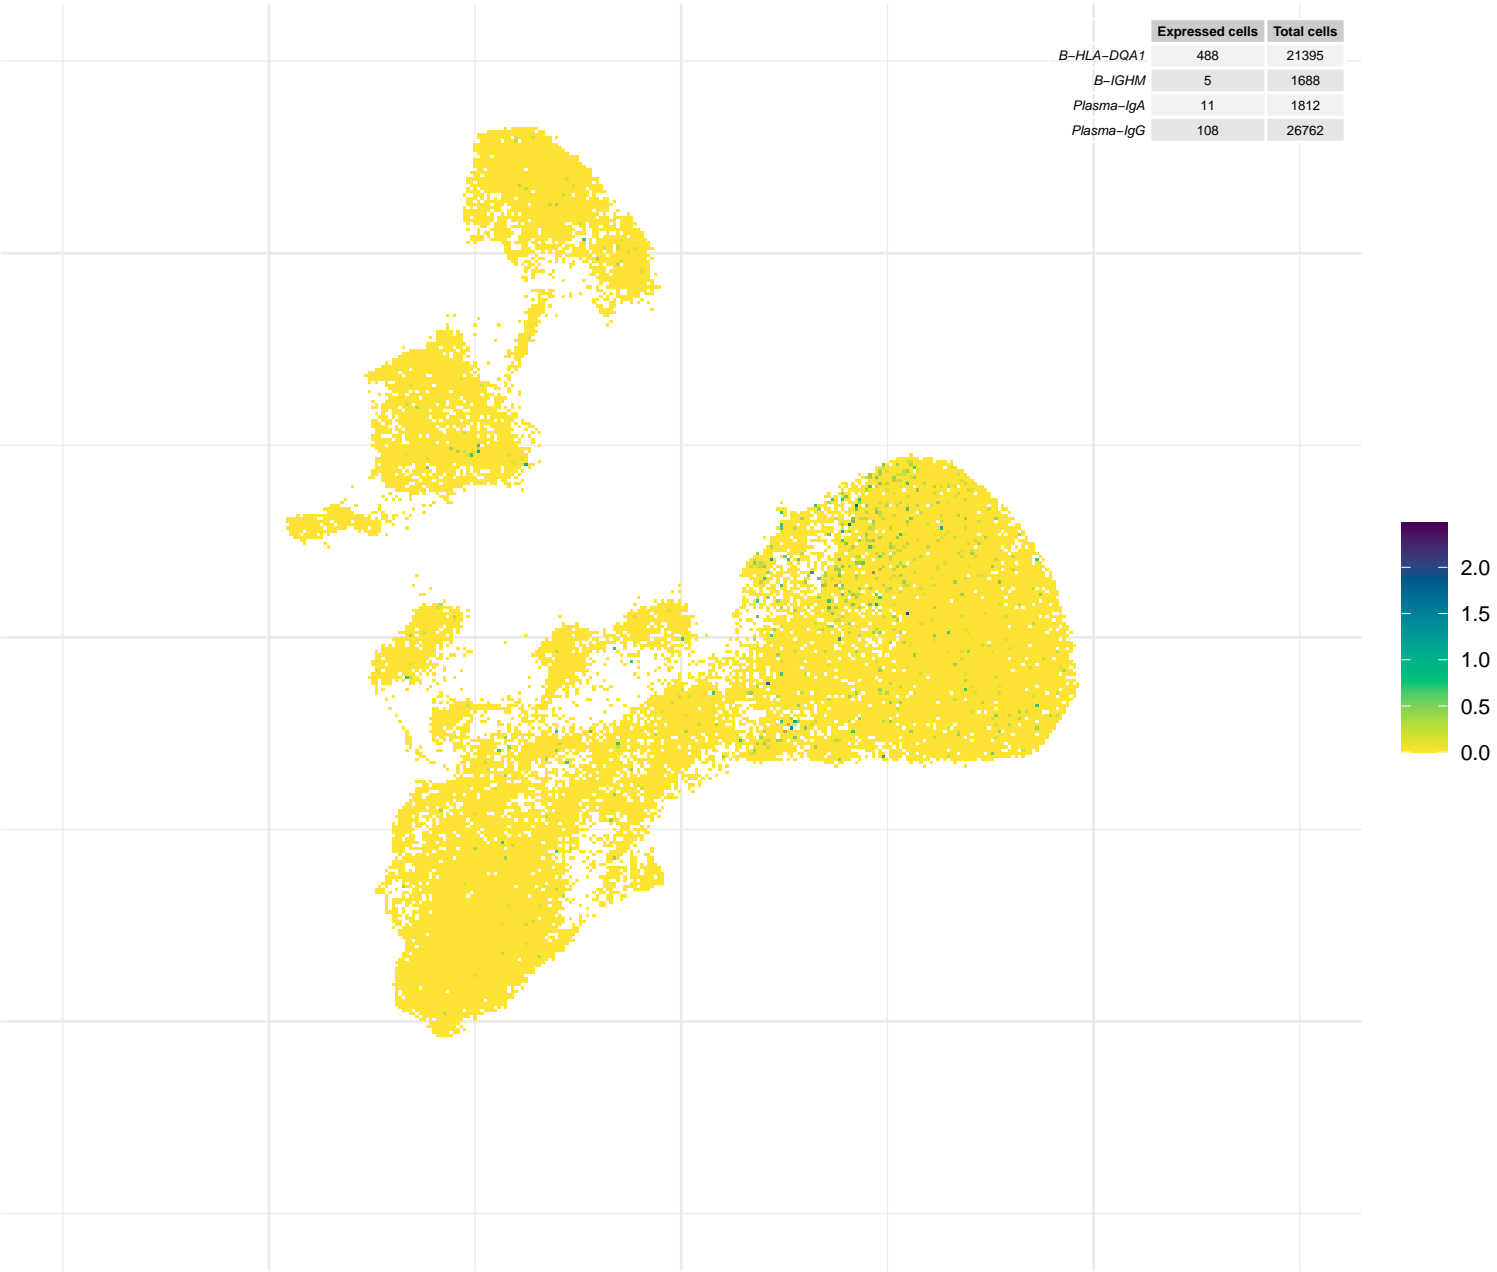 Expressed cells Total cells
B−HLA−DQA1 488 21395
B−IGHM 5 1688
Plasma−IgA 11 1812
Plasma−IgG 108 26762
2.0
1.5
1.0
0.5
0.0